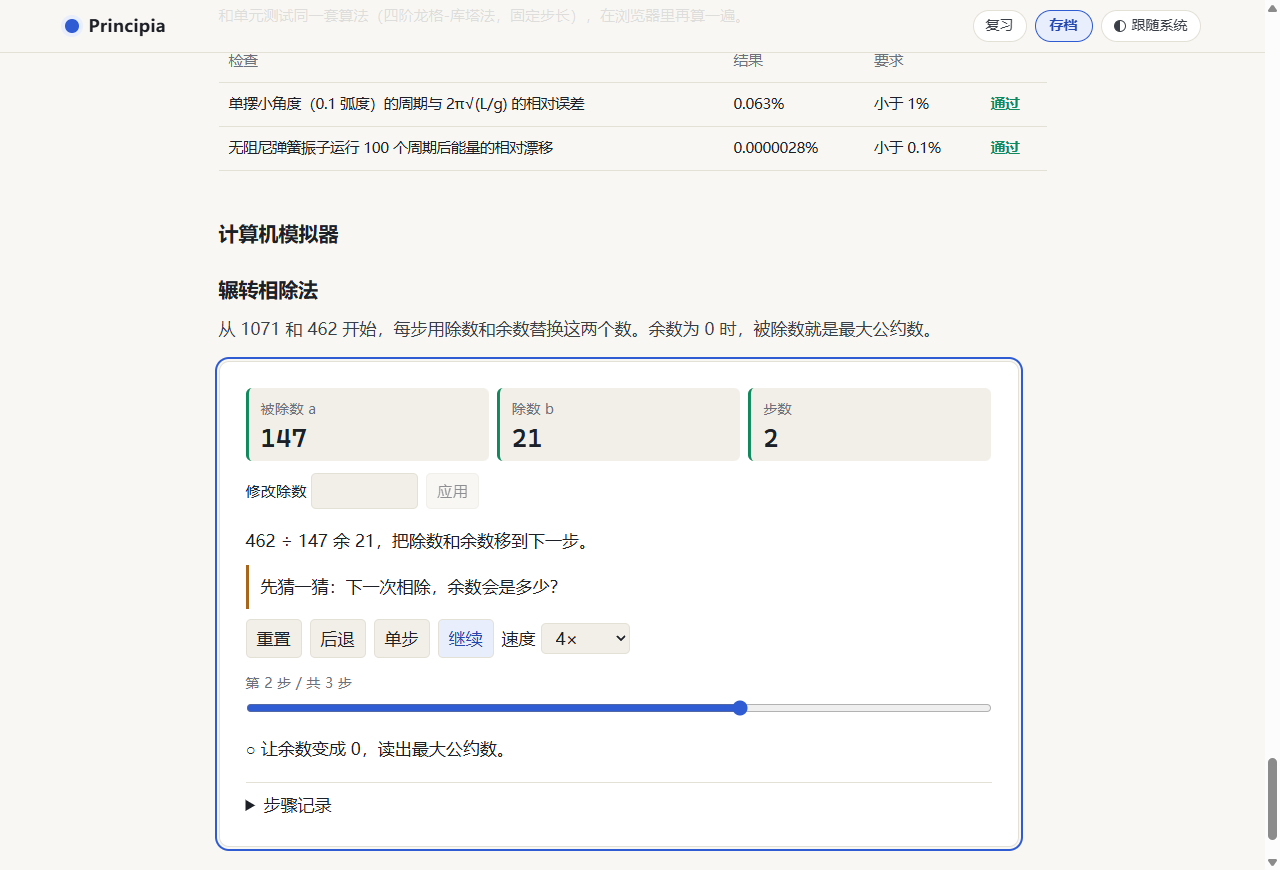 和单元测试同一套算法（四阶龙格-库塔法，固定步长），在浏览器里再算一遍。
Principia
复习
存档
跟随系统
检查 结果 要求
单摆小角度（0.1 弧度）的周期与 2π√(L/g) 的相对误差 0.063% 小于 1% 通过
无阻尼弹簧振子运行 100 个周期后能量的相对漂移 0.0000028% 小于 0.1% 通过
计算机模拟器
辗转相除法
从 1071 和 462 开始，每步用除数和余数替换这两个数。余数为 0 时，被除数就是最大公约数。
被除数 a
147
除数 b
21
步数
2
修改除数 应用
462 ÷ 147 余 21，把除数和余数移到下一步。
先猜一猜：下一次相除，余数会是多少？
重置 后退 单步 继续 速度 4×
第 2 步 / 共 3 步
○ 让余数变成 0，读出最大公约数。
▶ 步骤记录